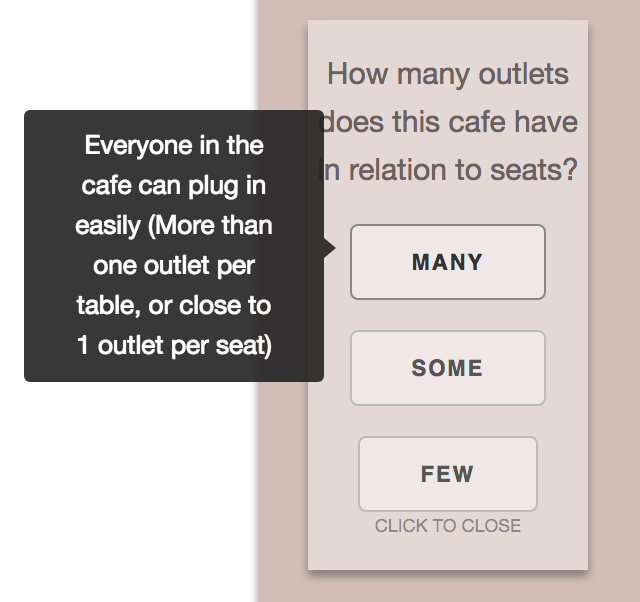 How many outlets
does this cafe have
in relation to seats?
Everyone in the
cafe can plug in
easily (More than
one outlet per
table, or close to
1 outlet per seat)
MANY
SOME
FEW
CLICK TO CLOSE